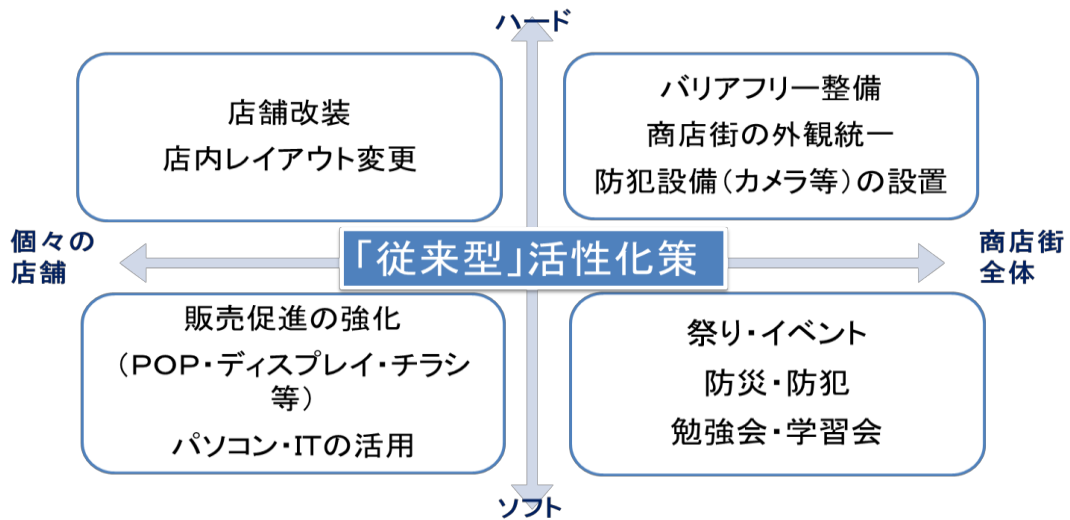 ハード
店舗改装
店内レイアウト変更
バリアフリー整備
商店街の外観統一
防犯設備（カメラ等）の設置
個々の
店舗
「従来型」活性化策
商店街
全体
販売促進の強化
（ＰＯＰ・ディスプレイ・チラシ
等）
パソコン・ITの活用
祭り・イベント
防災・防犯
勉強会・学習会
ソフト